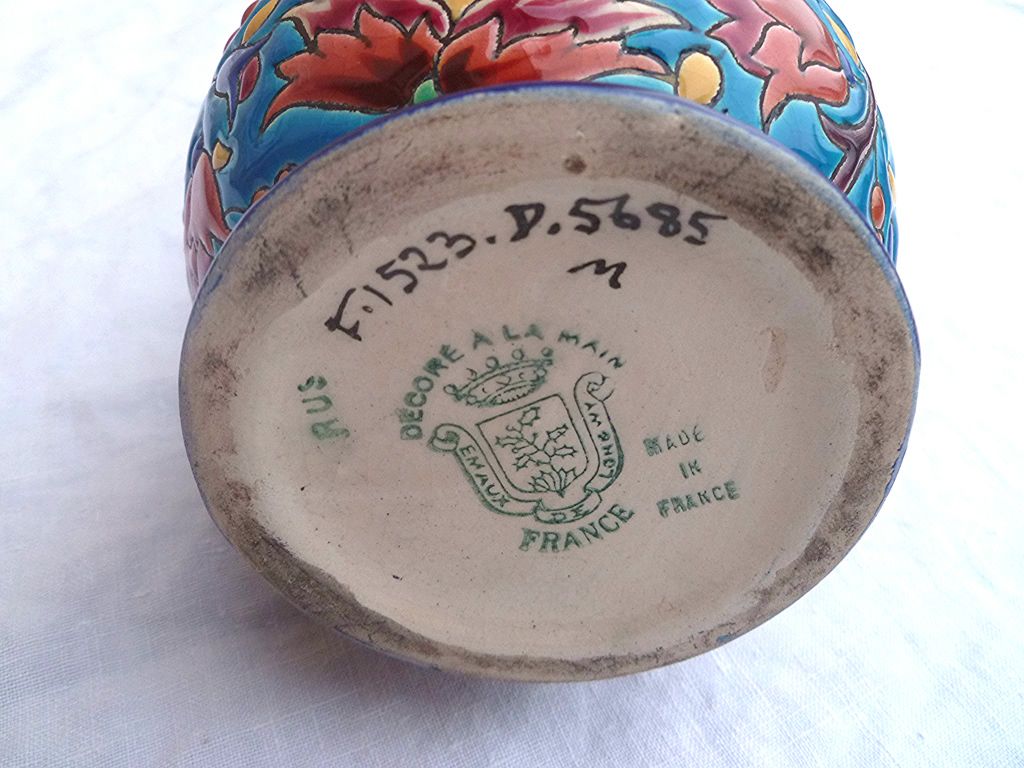 F.1523.D.5685
M
RUS
DÉCORÉ À LA MAIN
EMAUX DE LONGWY
FRANCE
MADE
IN
FRANCE